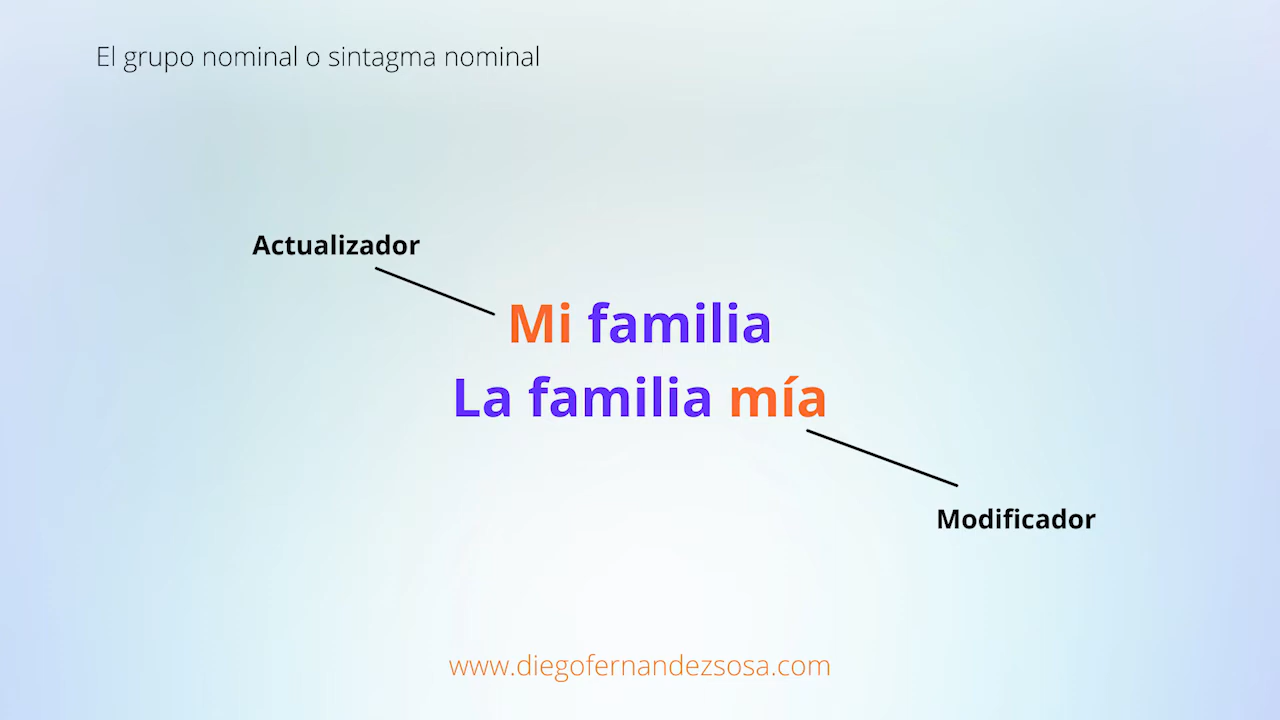 El grupo nominal o sintagma nominal
Actualizador
Mi familia
La familia mía
Modificador
www.diegofernandezsosa.com